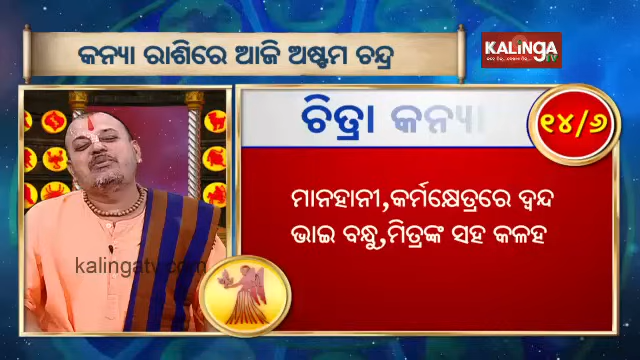 କନ୍ୟା ରାଶିରେ ଆଜି ଅଷ୍ଟମ ଚନ୍ଦ୍ର
KALINGA
TV
ଚିତ୍ରା କନ୍ୟା
୧୪/୬
ମାନହାନୀ,କର୍ମକ୍ଷେତ୍ରରେ ଦ୍ୱନ୍ଦ
ଭାଇ ବନ୍ଧୁ,ମିତ୍ରଙ୍କ ସହ କଳହ
kalingatv.com